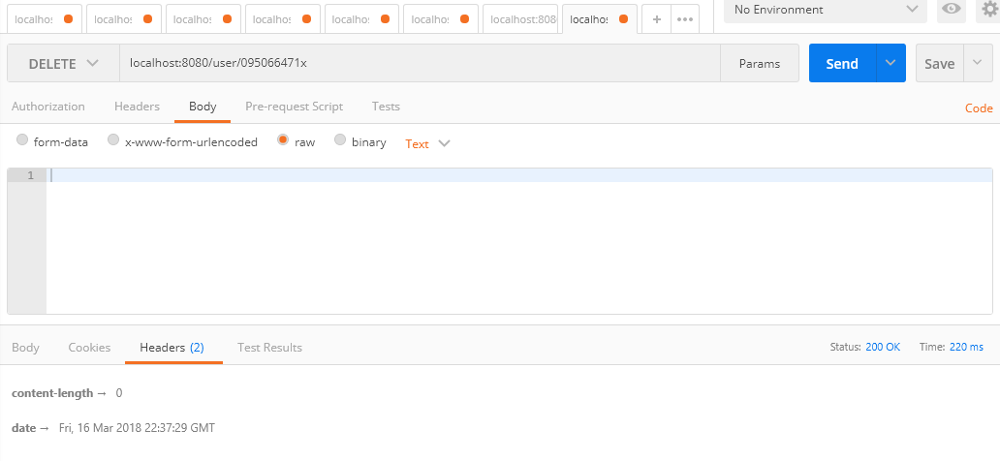 localhos localhos localhos localhos localhos localhos localhost:808 localhos + ••• No Environment
DELETE localhost:8080/user/095066471x Params Send Save
Authorization Headers Body Pre-request Script Tests Code
form-data x-www-form-urlencoded raw binary Text
1
Body Cookies Headers (2) Test Results Status: 200 OK Time: 220 ms
content-length → 0
date → Fri, 16 Mar 2018 22:37:29 GMT